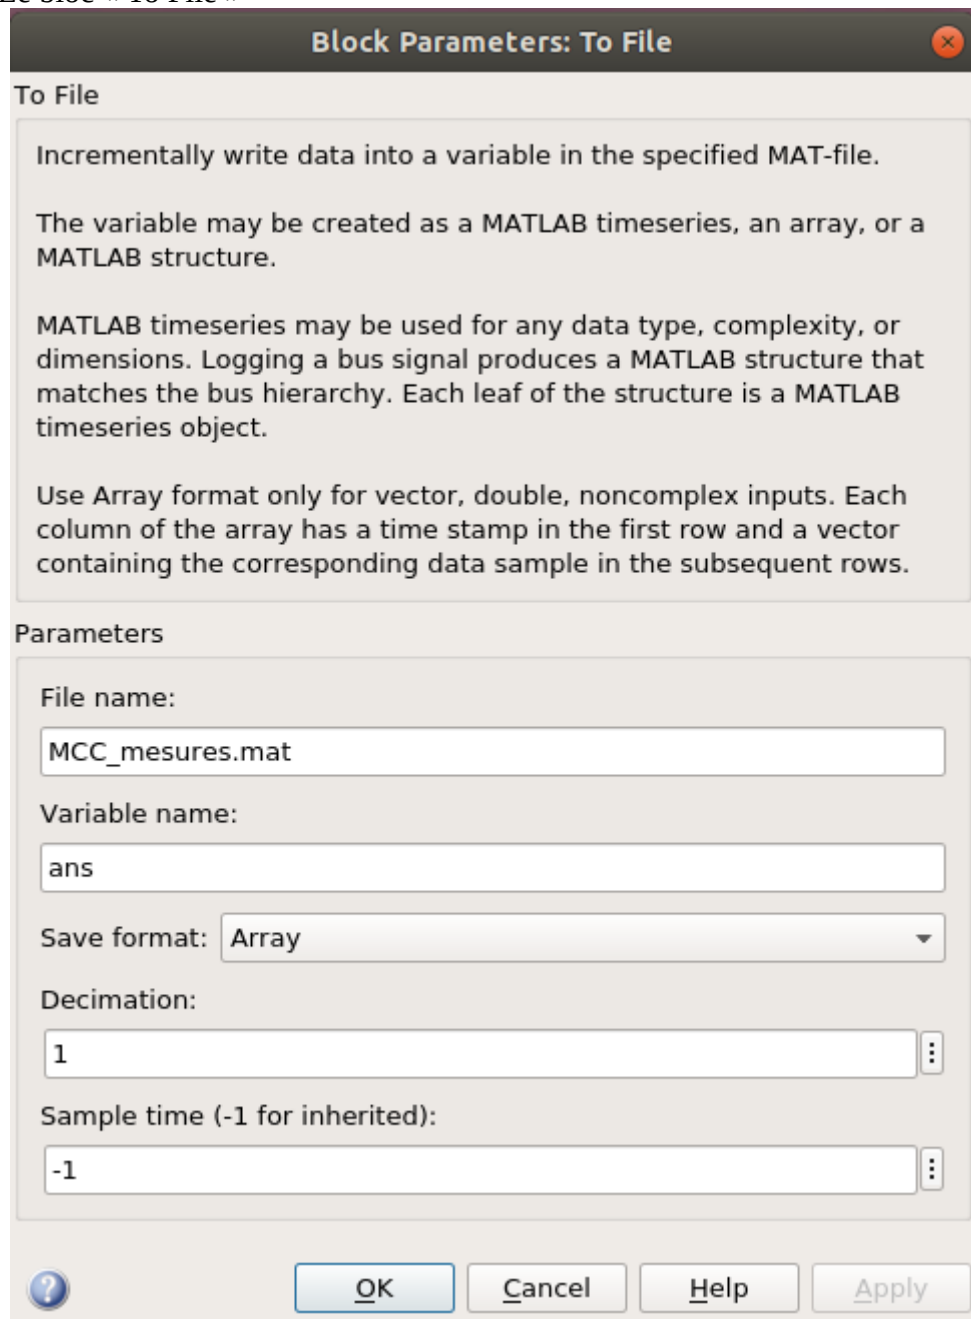 Le bloc « To File »
Block Parameters: To File
To File
Incrementally write data into a variable in the specified MAT-file.
The variable may be created as a MATLAB timeseries, an array, or a
MATLAB structure.
MATLAB timeseries may be used for any data type, complexity, or
dimensions. Logging a bus signal produces a MATLAB structure that
matches the bus hierarchy. Each leaf of the structure is a MATLAB
timeseries object.
Use Array format only for vector, double, noncomplex inputs. Each
column of the array has a time stamp in the first row and a vector
containing the corresponding data sample in the subsequent rows.
Parameters
File name:
MCC_mesures.mat
Variable name:
ans
Save format: Array
Decimation:
1
Sample time (-1 for inherited):
-1
OK Cancel Help Apply